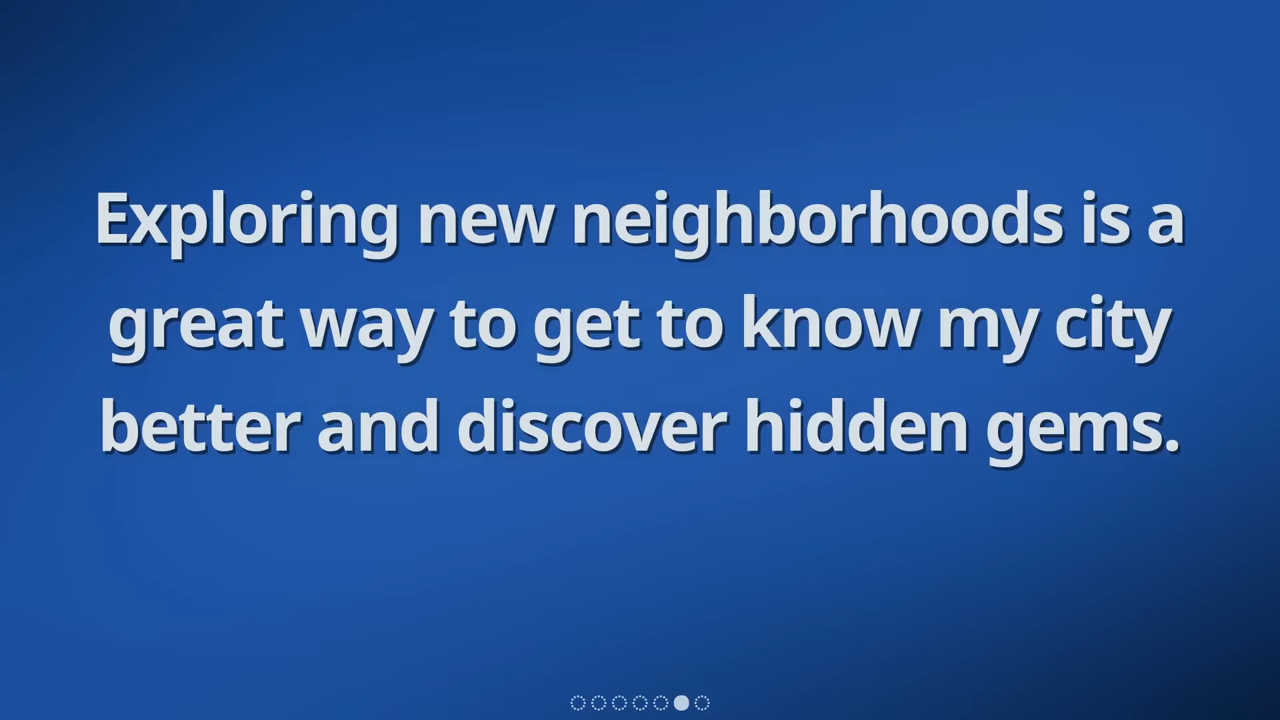 Exploring new neighborhoods is a
great way to get to know my city
better and discover hidden gems.